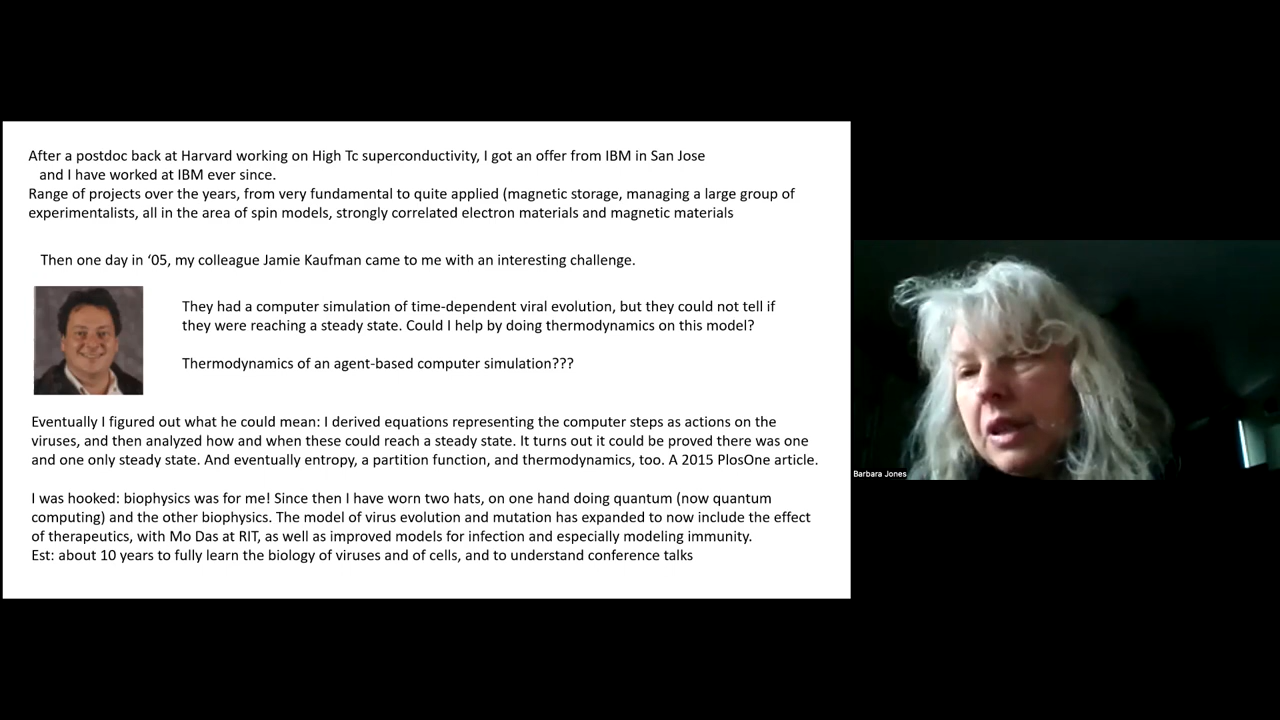 After a postdoc back at Harvard working on High Tc superconductivity, I got an offer from IBM in San Jose
and I have worked at IBM ever since.
Range of projects over the years, from very fundamental to quite applied (magnetic storage, managing a large group of
experimentalists, all in the area of spin models, strongly correlated electron materials and magnetic materials
Then one day in ‘05, my colleague Jamie Kaufman came to me with an interesting challenge.
They had a computer simulation of time-dependent viral evolution, but they could not tell if
they were reaching a steady state. Could I help by doing thermodynamics on this model?
Thermodynamics of an agent-based computer simulation???
Eventually I figured out what he could mean: I derived equations representing the computer steps as actions on the
viruses, and then analyzed how and when these could reach a steady state. It turns out it could be proved there was one
and one only steady state. And eventually entropy, a partition function, and thermodynamics, too. A 2015 PlosOne article.
I was hooked: biophysics was for me! Since then I have worn two hats, on one hand doing quantum (now quantum
computing) and the other biophysics. The model of virus evolution and mutation has expanded to now include the effect
of therapeutics, with Mo Das at RIT, as well as improved models for infection and especially modeling immunity.
Est: about 10 years to fully learn the biology of viruses and of cells, and to understand conference talks
Barbara Jones